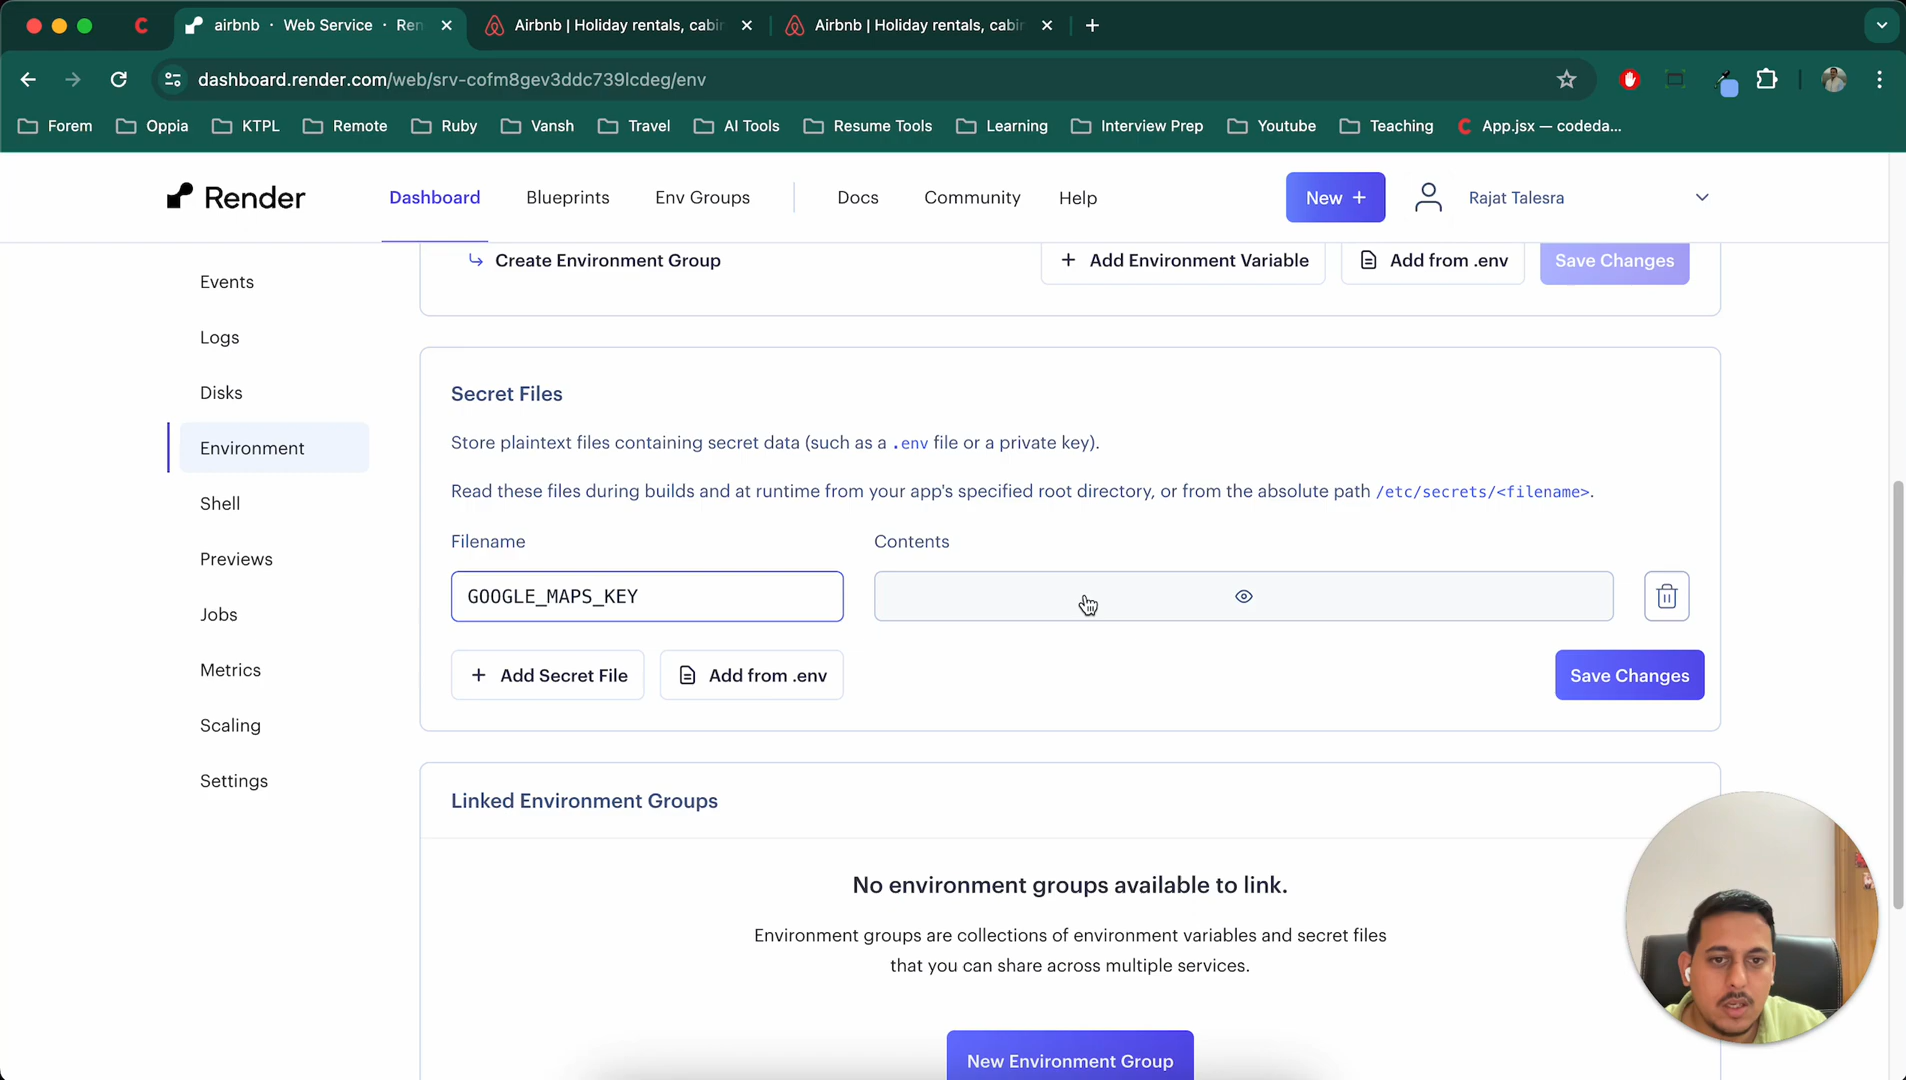 airbnb · Web Service · Ren
Airbnb | Holiday rentals, cabin
Airbnb | Holiday rentals, cabin
dashboard.render.com/web/srv-cofm8gev3ddc739lcdeg/env
Forem
Oppia
KTPL
Remote
Ruby
Vansh
Travel
AI Tools
Resume Tools
Learning
Interview Prep
Youtube
Teaching
App.jsx — codeda...
Render
Dashboard
Blueprints
Env Groups
Docs
Community
Help
New +
Rajat Talesra
Events
Logs
Disks
Environment
Shell
Previews
Jobs
Metrics
Scaling
Settings
Create Environment Group
+ Add Environment Variable
Add from .env
Save Changes
Secret Files
Store plaintext files containing secret data (such as a .env file or a private key).
Read these files during builds and at runtime from your app's specified root directory, or from the absolute path /etc/secrets/<filename>.
Filename
Contents
GOOGLE_MAPS_KEY
+ Add Secret File
Add from .env
Save Changes
Linked Environment Groups
No environment groups available to link.
Environment groups are collections of environment variables and secret files
that you can share across multiple services.
New Environment Group